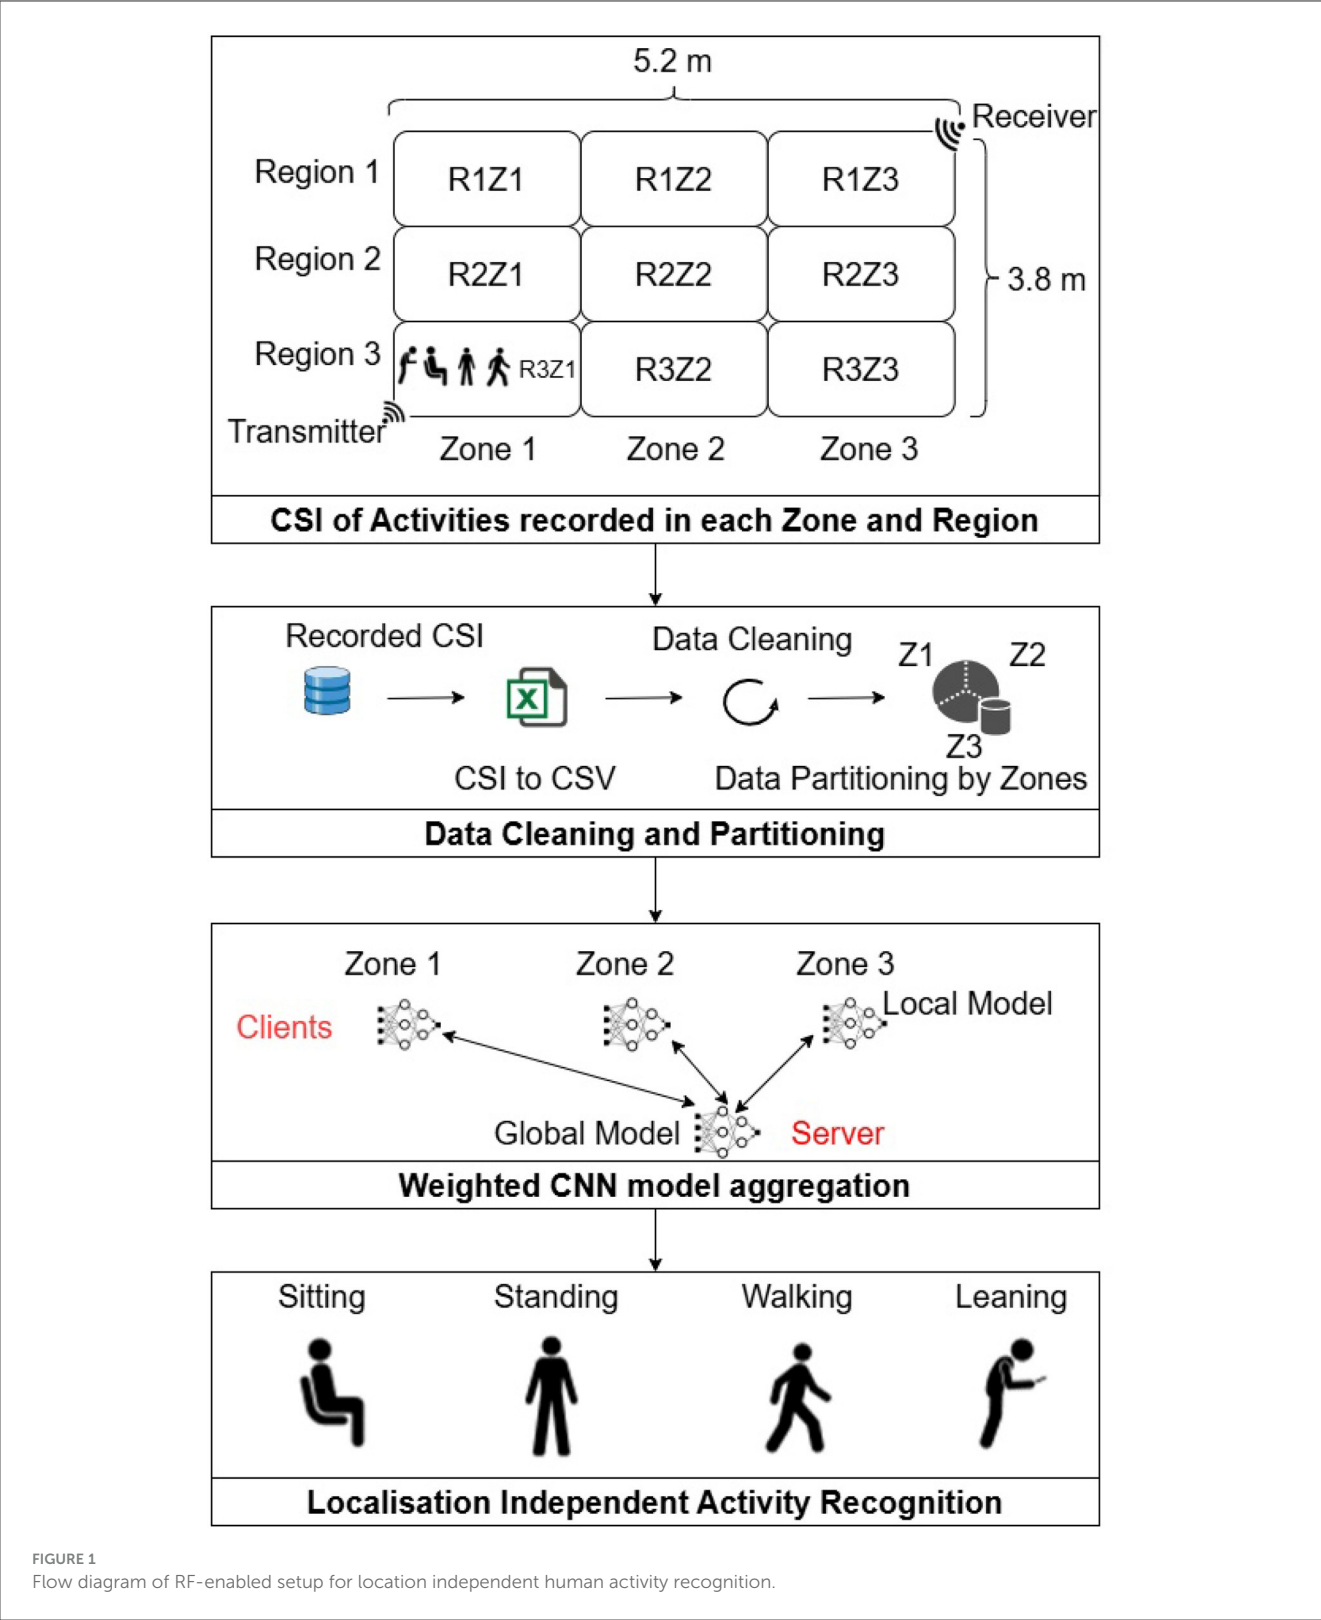 5.2 m
Receiver
Region 1
R1Z1
R1Z2
R1Z3
Region 2
R2Z1
R2Z2
R2Z3
3.8 m
Region 3
R3Z1
R3Z2
R3Z3
Transmitter
Zone 1
Zone 2
Zone 3
CSI of Activities recorded in each Zone and Region
Recorded CSI
Data Cleaning
Z1
Z2
X
Z3
CSI to CSV
Data Partitioning by Zones
Data Cleaning and Partitioning
Zone 1
Zone 2
Zone 3
Clients
Local Model
Global Model
Server
Weighted CNN model aggregation
Sitting
Standing
Walking
Leaning
Localisation Independent Activity Recognition
FIGURE 1
Flow diagram of RF-enabled setup for location independent human activity recognition.